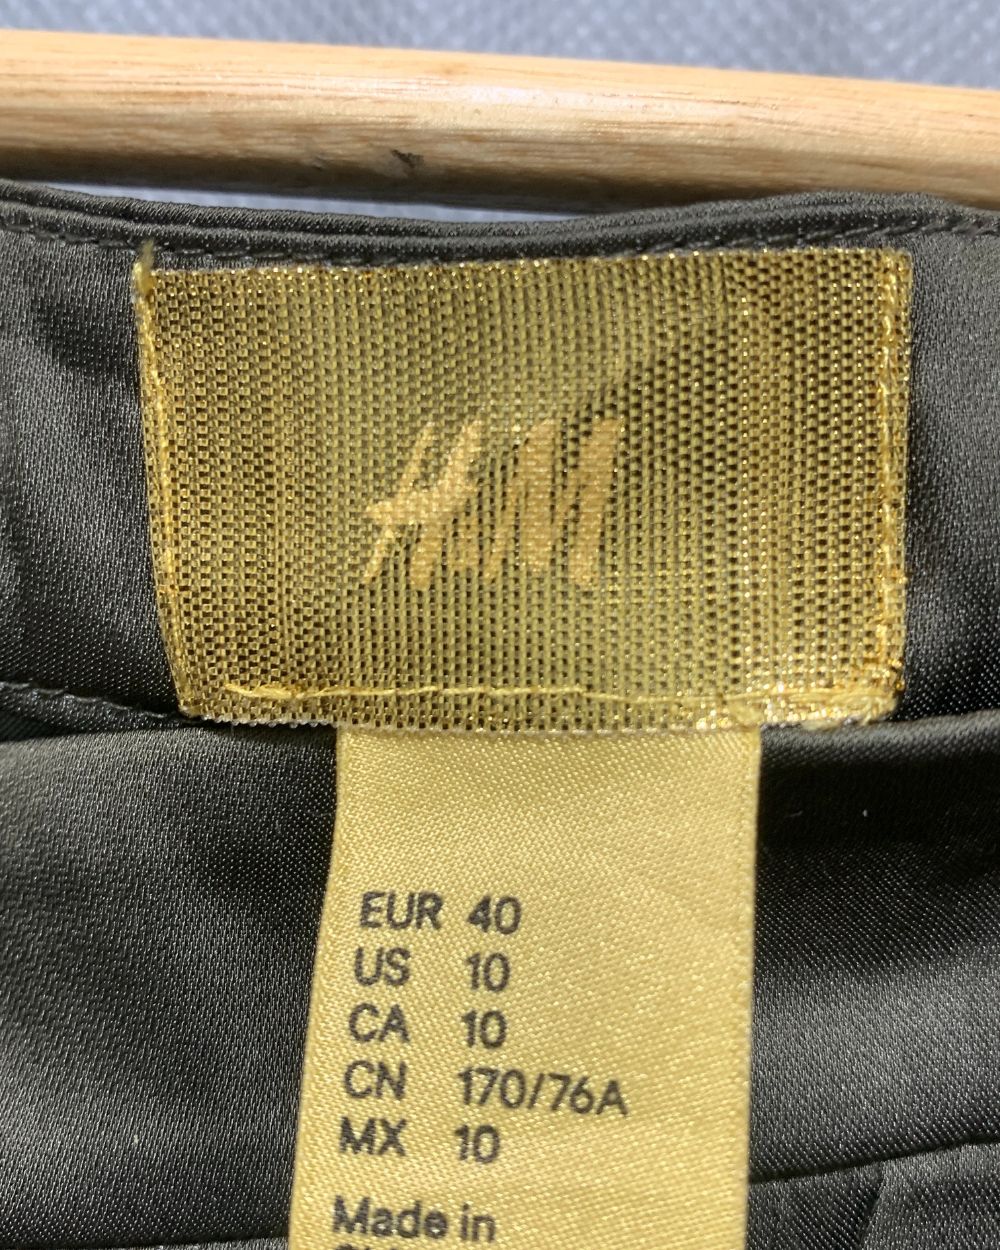 H&M
EUR 40
US 10
CA 10
CN 170/76A
MX 10
Made in